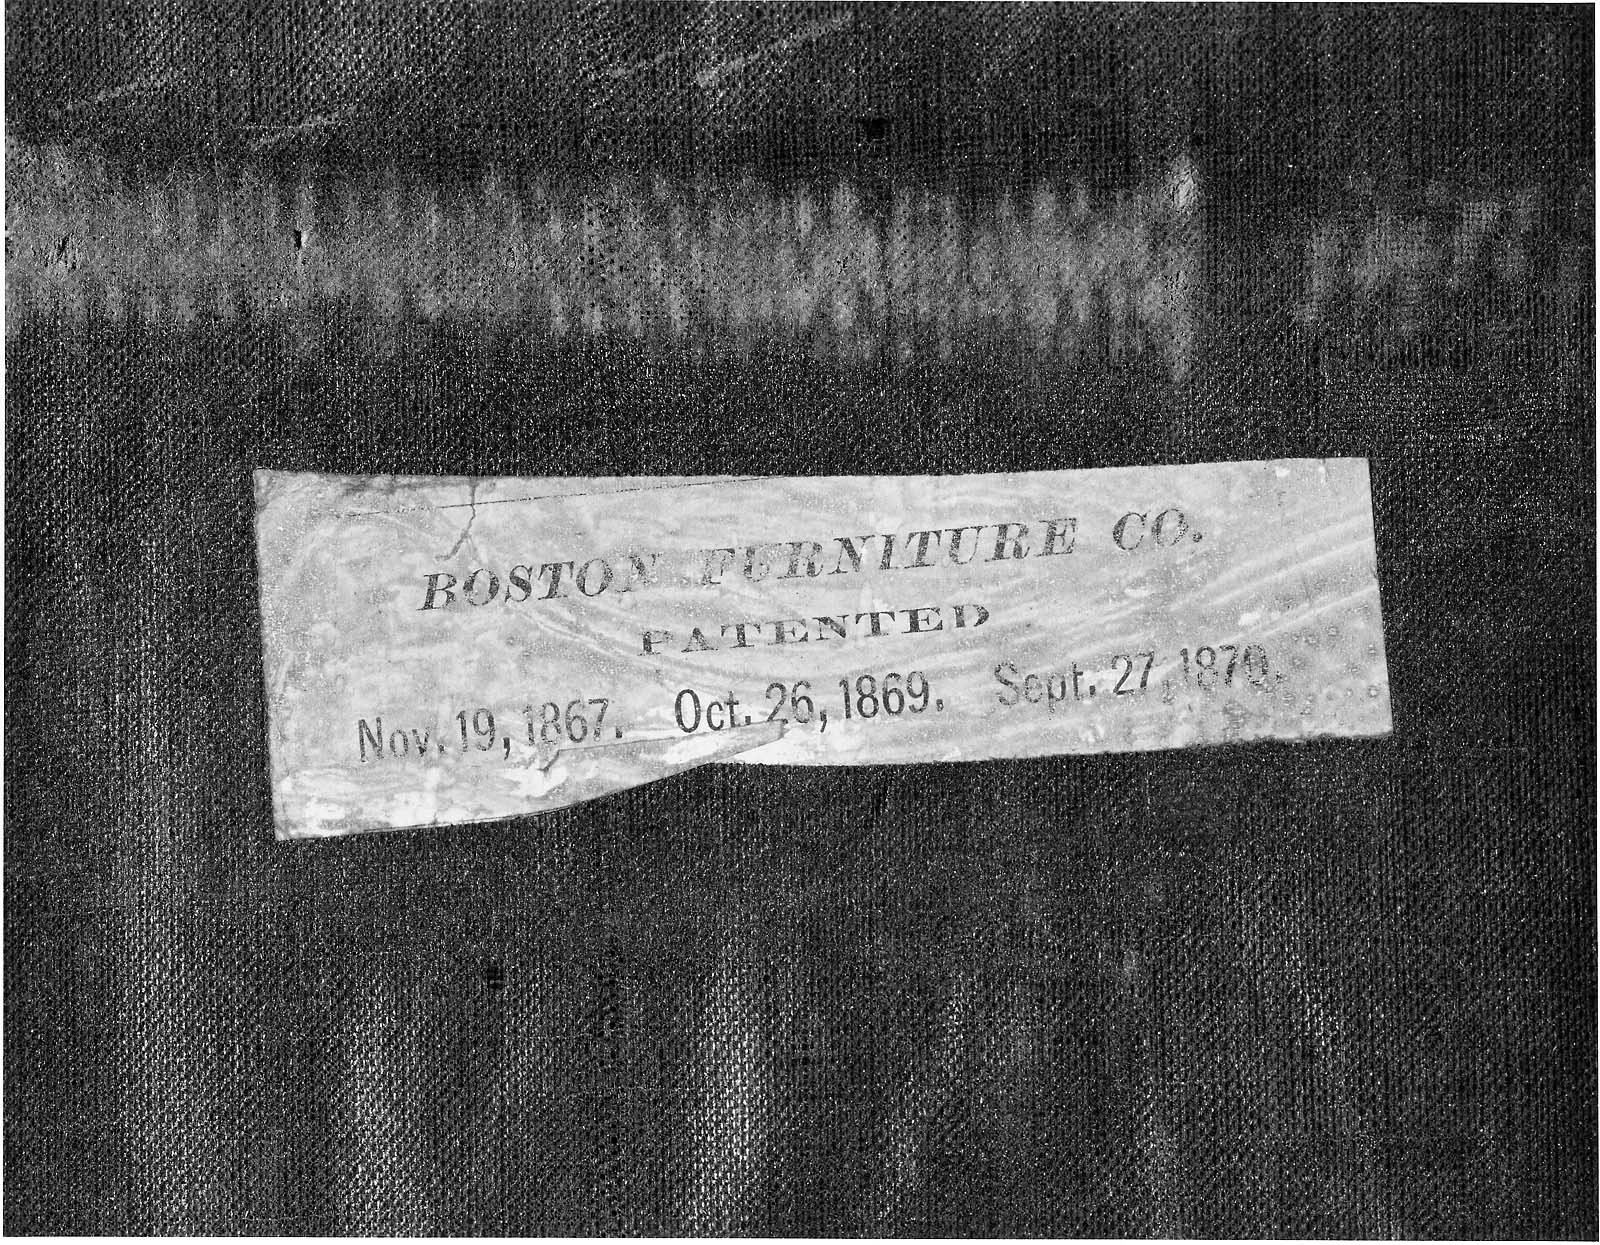 BOSTON FURNITURE CO.
PATENTED
Nov. 19, 1867. Oct. 26, 1869. Sept. 27, 1870.